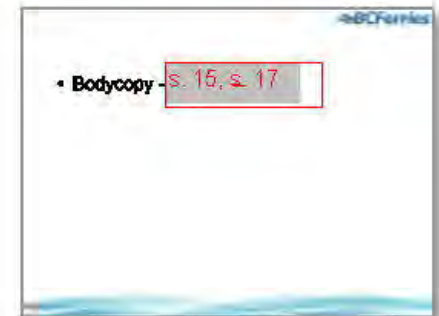 BCFerries
• Bodycopy - s. 15, s. 17